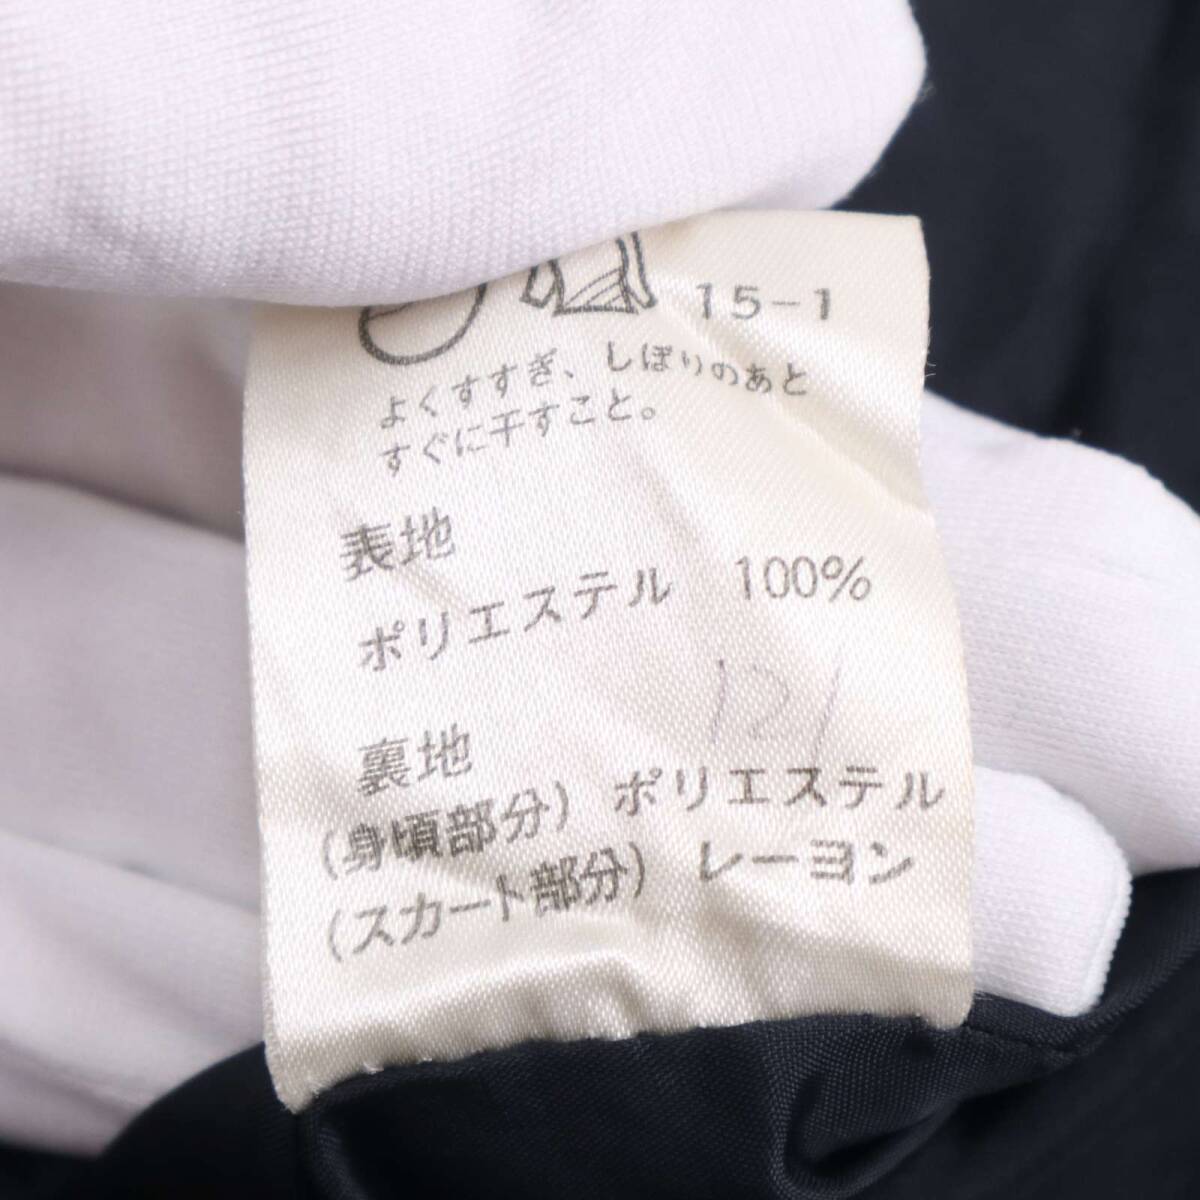 15-1
よくすすぎ、しぼりのあと
すぐに干すこと。
表地
ポリエステル 100%
121
裏地
(身頃部分) ポリエステル
(スカート部分) レーヨン